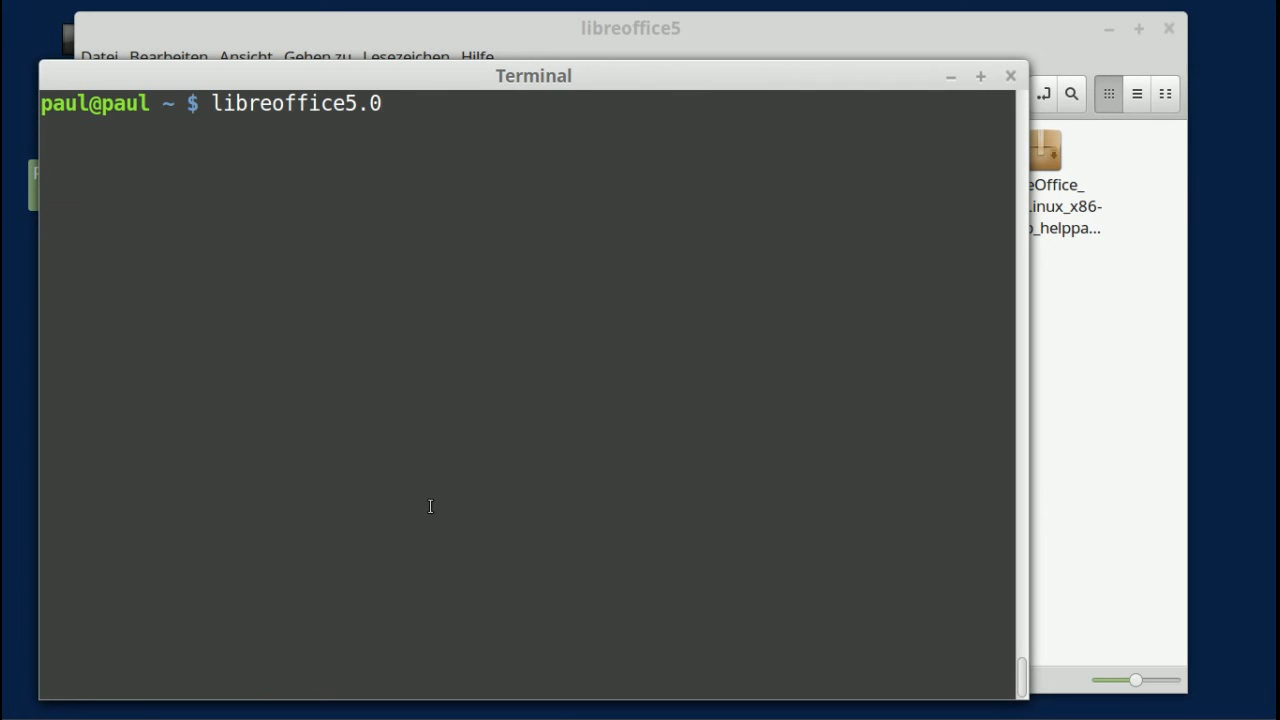 libreoffice5
Datei Bearbeiten Ansicht Gehen zu Lesezeichen Hilfe
Terminal
paul@paul ~ $ libreoffice5.0
eOffice_
inux_x86-
_helppa...